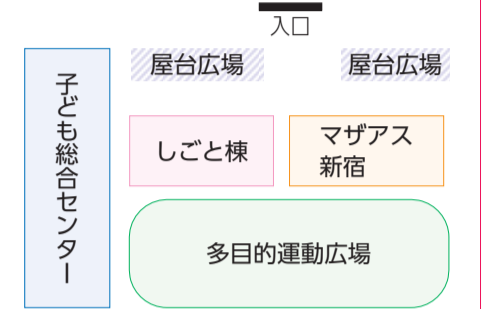 入口
屋台広場
屋台広場
子ども総合センター
しごと棟
マザアス
新宿
多目的運動広場